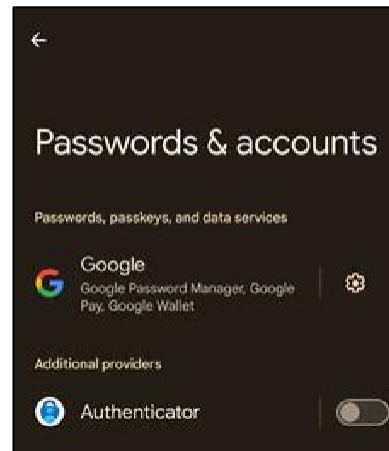 Passwords & accounts
Passwords, passkeys, and data services
Google
Google Password Manager, Google
Pay, Google Wallet
Additional providers
Authenticator